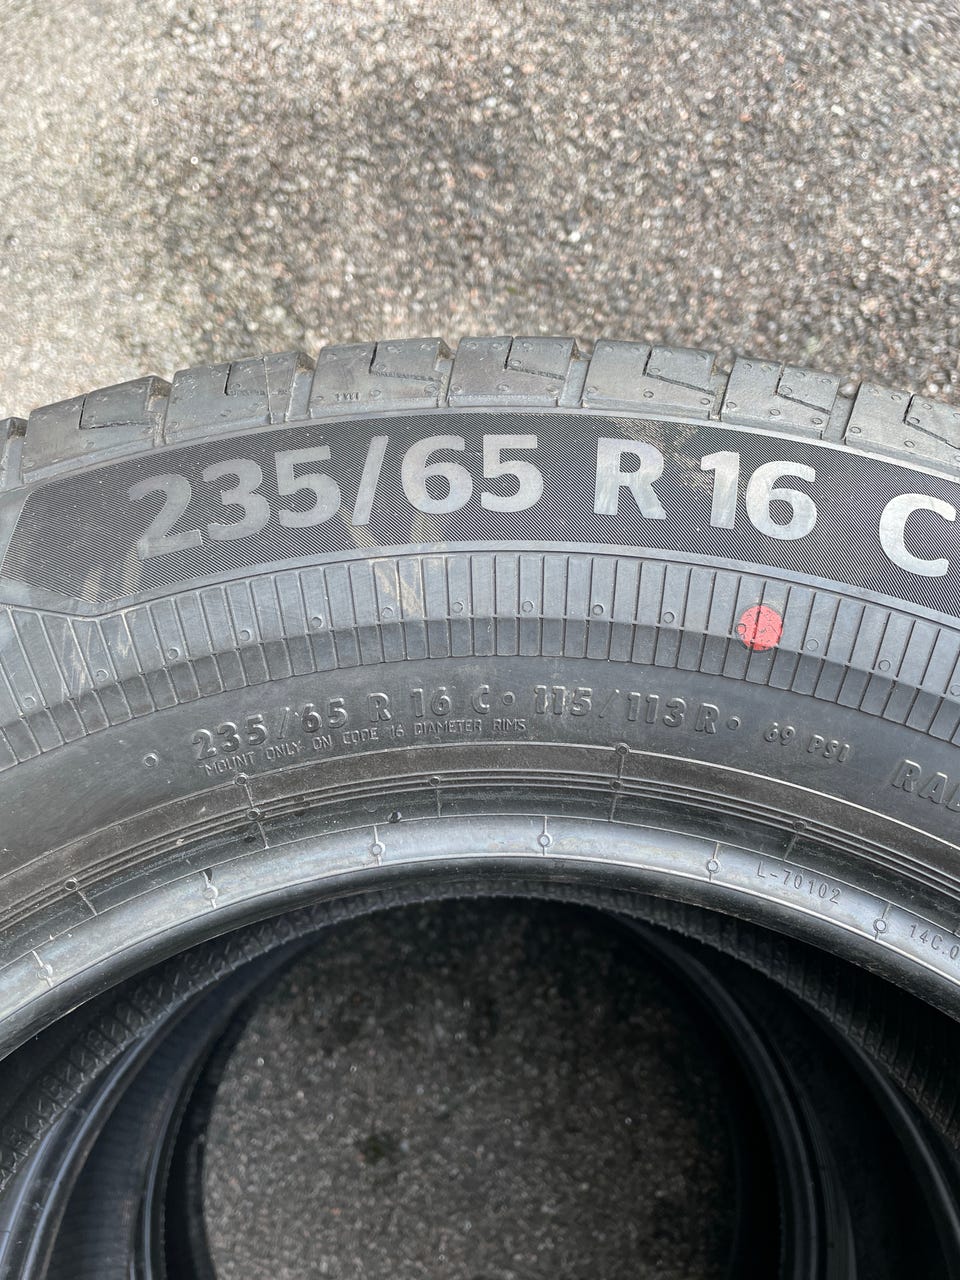 235/65 R 16 C
235/65 R 16 C • 115/113 R • 69 PSI
MOUNT ONLY ON CODE 16 DIAMETER RIMS
L-70102